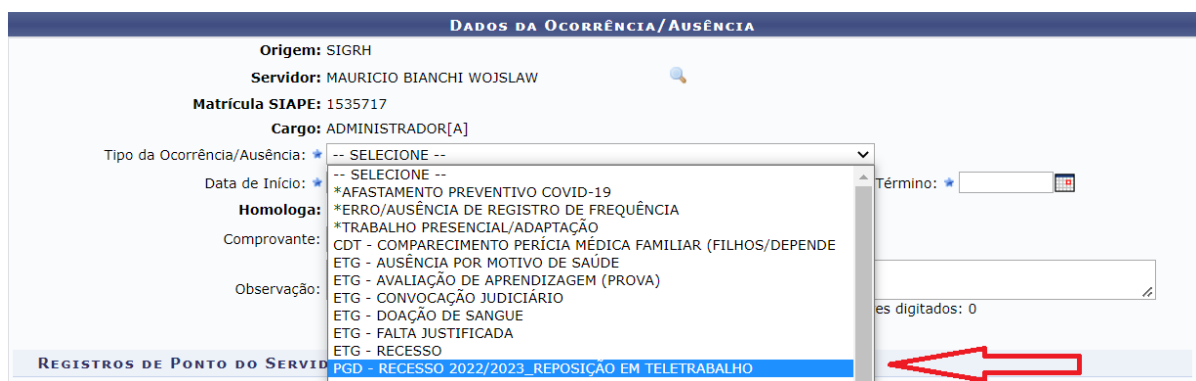 DADOS DA OCORRÊNCIA/AUSÊNCIA
Origem: SIGRH
Servidor: MAURICIO BIANCHI WOJSLAW
Matrícula SIAPE: 1535717
Cargo: ADMINISTRADOR[A]
Tipo da Ocorrência/Ausência: -- SELECIONE --
-- SELECIONE --
Data de Início: Término:
*AFASTAMENTO PREVENTIVO COVID-19
Homologa: *ERRO/AUSÊNCIA DE REGISTRO DE FREQUÊNCIA
*TRABALHO PRESENCIAL/ADAPTAÇÃO
Comprovante: CDT - COMPARECIMENTO PERÍCIA MÉDICA FAMILIAR (FILHOS/DEPENDE
ETG - AUSÊNCIA POR MOTIVO DE SAÚDE
ETG - AVALIAÇÃO DE APRENDIZAGEM (PROVA)
Observação: ETG - CONVOCAÇÃO JUDICIÁRIO
ETG - DOAÇÃO DE SANGUE es digitados: 0
ETG - FALTA JUSTIFICADA
ETG - RECESSO
REGISTROS DE PONTO DO SERVID PGD - RECESSO 2022/2023_REPOSIÇÃO EM TELETRABALHO